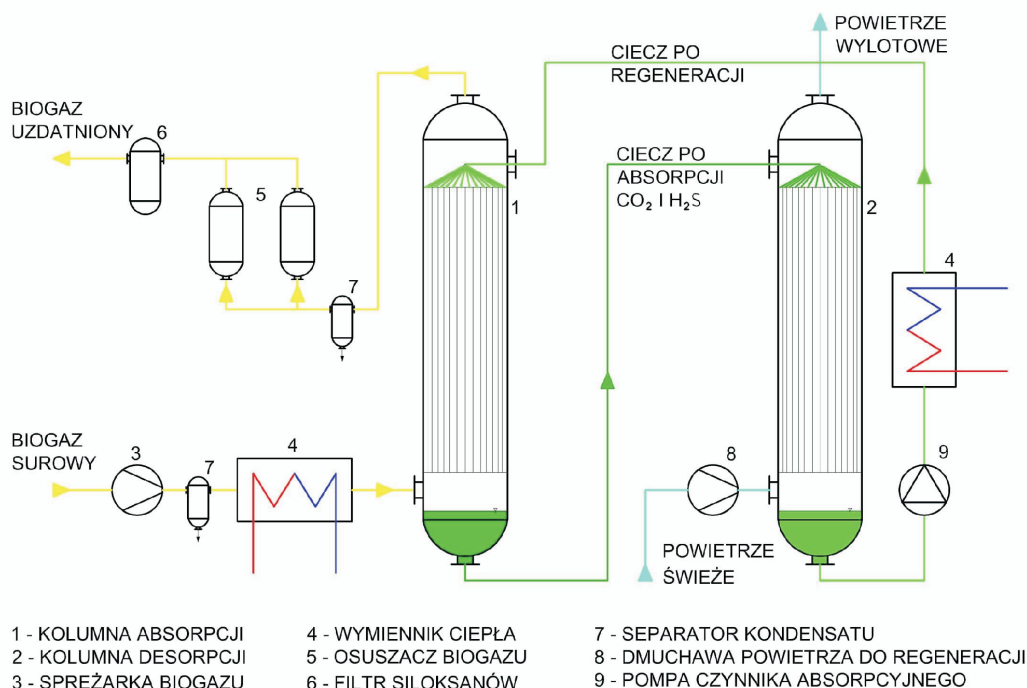 POWIETRZE
WYLOTOWE
CIECZ PO
REGENERACJI
BIOGAZ
UZDATNIONY
6
CIECZ PO
ABSORPCJI
CO₂ I H₂S
5
1
2
7
4
BIOGAZ
SUROWY
3
7
4
8
9
POWIETRZE
ŚWIEŻE
1 - KOLUMNA ABSORPCJI
2 - KOLUMNA DESORPCJI
3 - SPRĘŻARKA BIOGAZU
4 - WYMIENNIK CIEPŁA
5 - OSUSZACZ BIOGAZU
6 - FILTR SILOKSANÓW
7 - SEPARATOR KONDENSATU
8 - DMUCHAWA POWIETRZA DO REGENERACJI
9 - POMPA CZYNNIKA ABSORPCYJNEGO